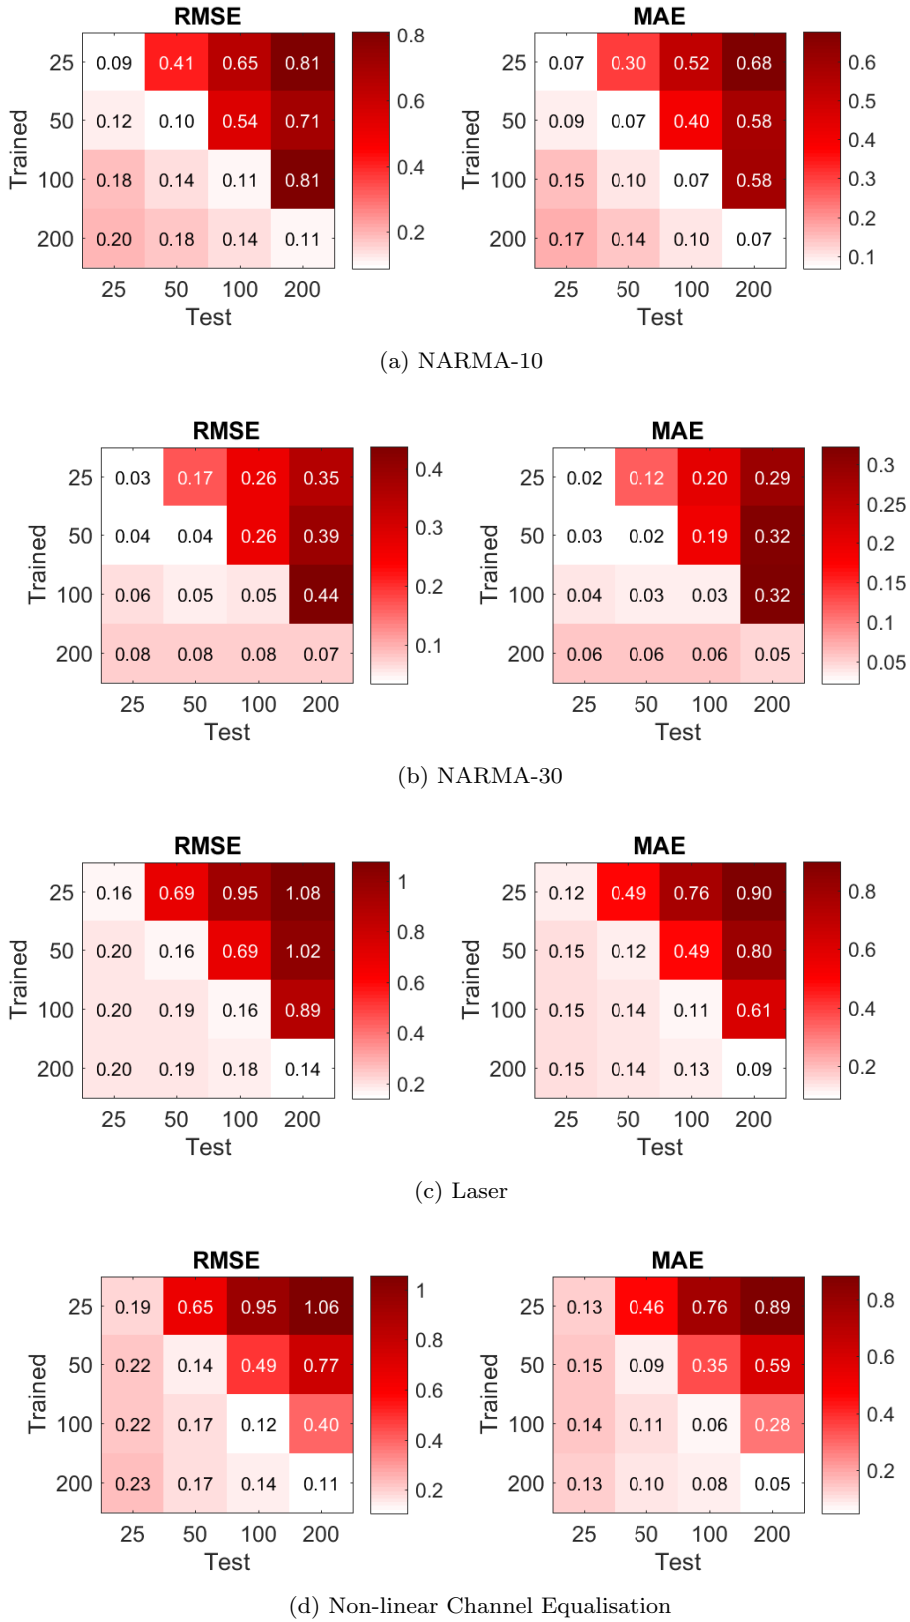 RMSE MAE
25 0.09 0.41 0.65 0.81 0.8 25 0.07 0.30 0.52 0.68 0.6
50 0.12 0.10 0.54 0.71 0.6 50 0.09 0.07 0.40 0.58 0.5
Trained 0.4 Trained 0.4
100 0.18 0.14 0.11 0.81 100 0.15 0.10 0.07 0.58 0.3
200 0.20 0.18 0.14 0.11 0.2 200 0.17 0.14 0.10 0.07 0.2
0.1
25 50 100 200 25 50 100 200
Test Test
(a) NARMA-10
RMSE MAE
25 0.03 0.17 0.26 0.35 0.4 25 0.02 0.12 0.20 0.29 0.3
0.25
50 0.04 0.04 0.26 0.39 0.3 50 0.03 0.02 0.19 0.32 0.2
Trained Trained
100 0.06 0.05 0.05 0.44 0.2 100 0.04 0.03 0.03 0.32 0.15
0.1
200 0.08 0.08 0.08 0.07 0.1 200 0.06 0.06 0.06 0.05 0.05
25 50 100 200 25 50 100 200
Test Test
(b) NARMA-30
RMSE MAE
25 0.16 0.69 0.95 1.08 1 25 0.12 0.49 0.76 0.90 0.8
50 0.20 0.16 0.69 1.02 0.8 50 0.15 0.12 0.49 0.80 0.6
Trained 0.6 Trained
100 0.20 0.19 0.16 0.89 0.4 100 0.15 0.14 0.11 0.61 0.4
200 0.20 0.19 0.18 0.14 0.2 200 0.15 0.14 0.13 0.09 0.2
25 50 100 200 25 50 100 200
Test Test
(c) Laser
RMSE MAE
25 0.19 0.65 0.95 1.06 1 25 0.13 0.46 0.76 0.89 0.8
50 0.22 0.14 0.49 0.77 0.8 50 0.15 0.09 0.35 0.59 0.6
Trained 0.6 Trained
100 0.22 0.17 0.12 0.40 0.4 100 0.14 0.11 0.06 0.28 0.4
200 0.23 0.17 0.14 0.11 0.2 200 0.13 0.10 0.08 0.05 0.2
25 50 100 200 25 50 100 200
Test Test
(d) Non-linear Channel Equalisation